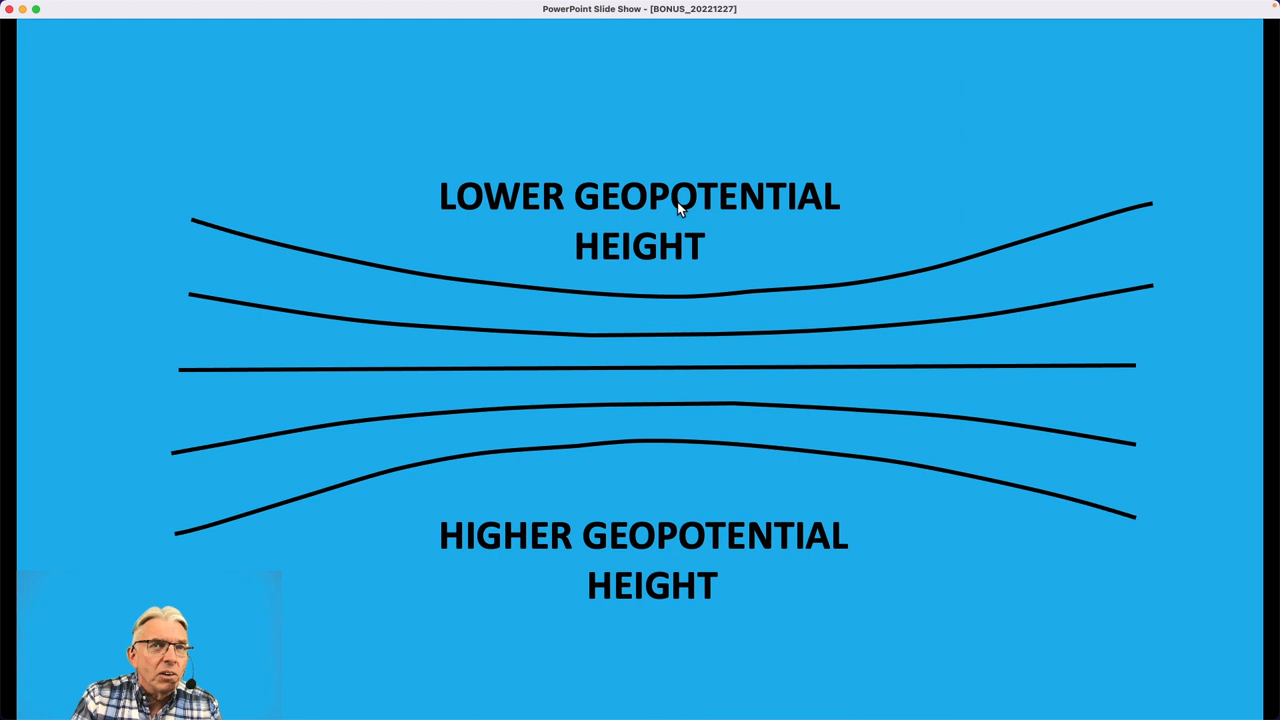 PowerPoint Slide Show - [BONUS_20221227]
LOWER GEOPOTENTIAL
HEIGHT
HIGHER GEOPOTENTIAL
HEIGHT